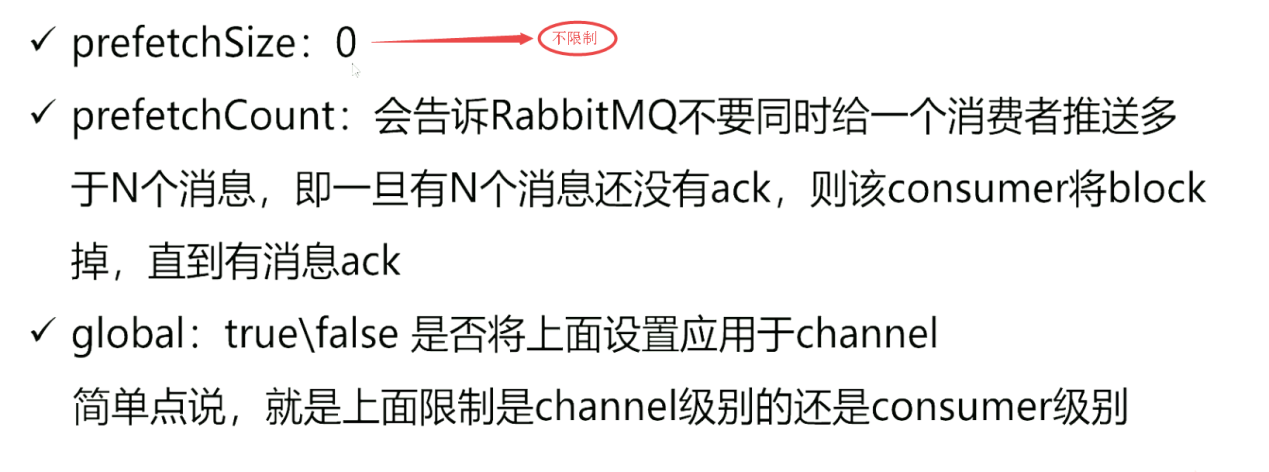 ✓ prefetchSize：0 不限制
✓ prefetchCount：会告诉RabbitMQ不要同时给一个消费者推送多
于N个消息，即一旦有N个消息还没有ack，则该consumer将block
掉，直到有消息ack
✓ global：true\false 是否将上面设置应用于channel
简单点说，就是上面限制是channel级别的还是consumer级别